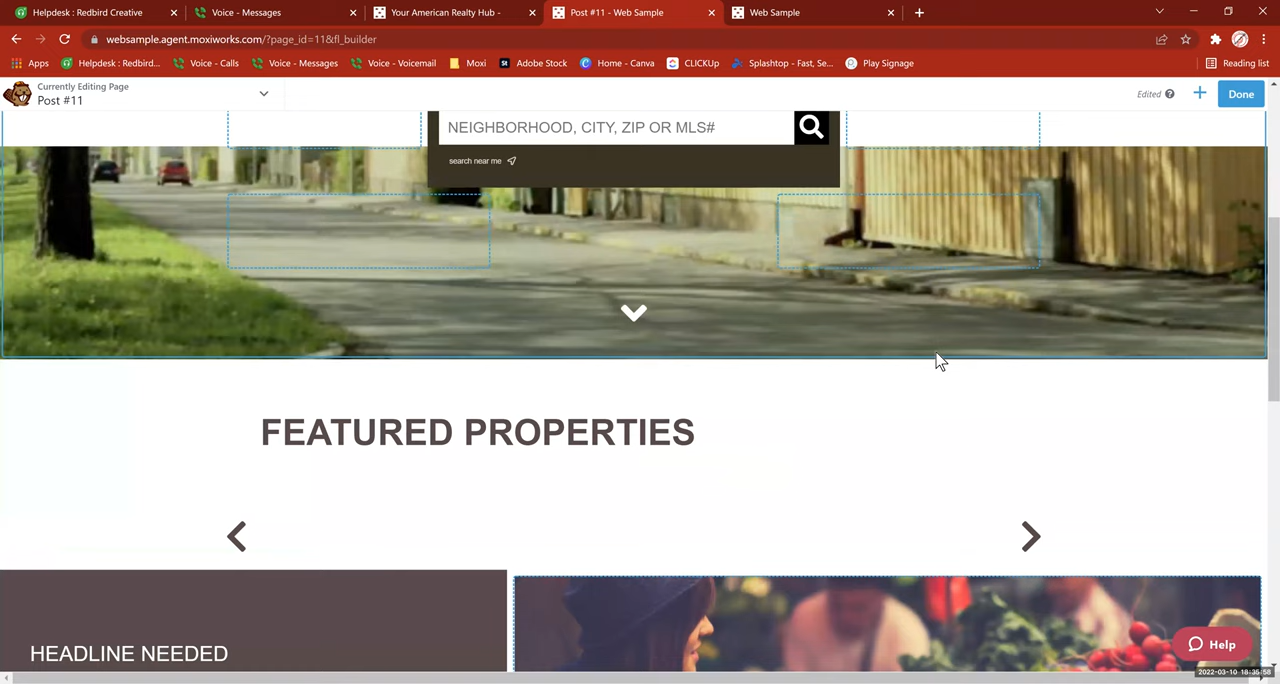 Helpdesk : Redbird Creative
Voice - Messages
Your American Realty Hub -
Post #11 - Web Sample
Web Sample
websample.agent.moxiworks.com/?page_id=11&fl_builder
Apps
Helpdesk : Redbird...
Voice - Calls
Voice - Messages
Voice - Voicemail
Moxi
St
Adobe Stock
Home - Canva
CLICKUp
Splashtop - Fast, Se...
Play Signage
Reading list
Currently Editing Page
Post #11
Edited
Done
NEIGHBORHOOD, CITY, ZIP OR MLS#
search near me
FEATURED PROPERTIES
HEADLINE NEEDED
Help
2022-03-10 18:35:58